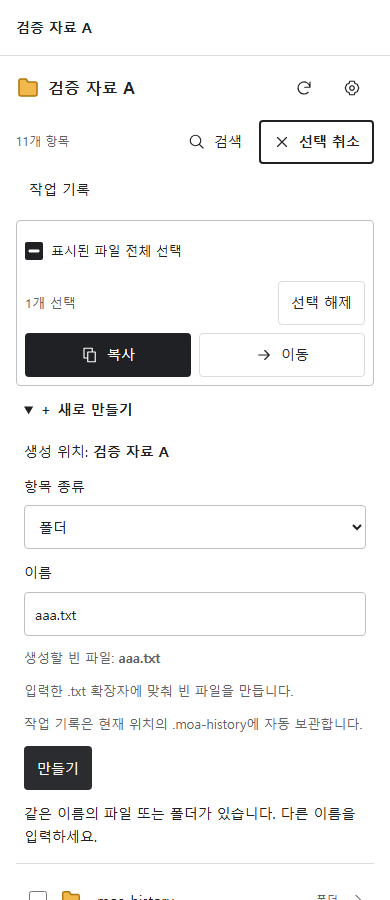 검증 자료 A
검증 자료 A
11개 항목
검색
선택 취소
작업 기록
표시된 파일 전체 선택
1개 선택
선택 해제
복사
이동
+ 새로 만들기
생성 위치: 검증 자료 A
항목 종류
폴더
이름
aaa.txt
생성할 빈 파일: aaa.txt
입력한 .txt 확장자에 맞춰 빈 파일을 만듭니다.
작업 기록은 현재 위치의 .moa-history에 자동 보관합니다.
만들기
같은 이름의 파일 또는 폴더가 있습니다. 다른 이름을
입력하세요.
.moa-history
폴더